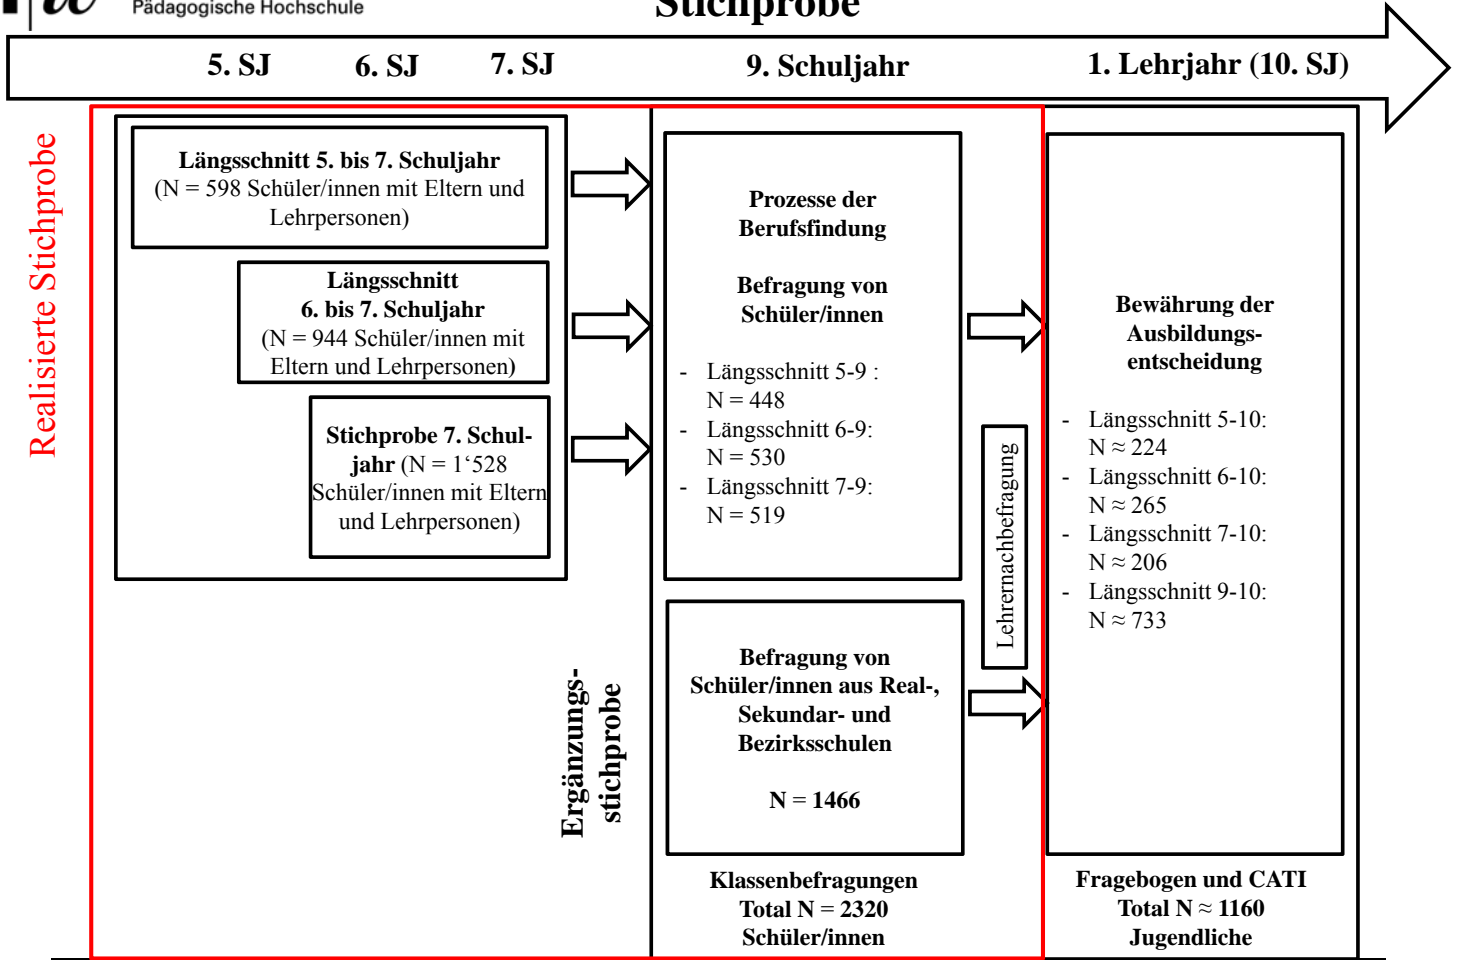 Pädagogische Hochschule
Stichprobe
5. SJ
6. SJ
7. SJ
9. Schuljahr
1. Lehrjahr (10. SJ)
Realisierte Stichprobe
Längsschnitt 5. bis 7. Schuljahr
(N = 598 Schüler/innen mit Eltern und
Lehrpersonen)
Längsschnitt
6. bis 7. Schuljahr
(N = 944 Schüler/innen mit
Eltern und Lehrpersonen)
Stichprobe 7. Schul-
jahr (N = 1‘528
Schüler/innen mit Eltern
und Lehrpersonen)
Ergänzungs-
stichprobe
Prozesse der
Berufsfindung
Befragung von
Schüler/innen
- Längsschnitt 5-9 :
N = 448
- Längsschnitt 6-9:
N = 530
- Längsschnitt 7-9:
N = 519
Befragung von
Schüler/innen aus Real-,
Sekundar- und
Bezirksschulen
N = 1466
Klassenbefragungen
Total N = 2320
Schüler/innen
Lehrernachbefragung
Bewährung der
Ausbildungs-
entscheidung
- Längsschnitt 5-10:
N ≈ 224
- Längsschnitt 6-10:
N ≈ 265
- Längsschnitt 7-10:
N ≈ 206
- Längsschnitt 9-10:
N ≈ 733
Fragebogen und CATI
Total N ≈ 1160
Jugendliche